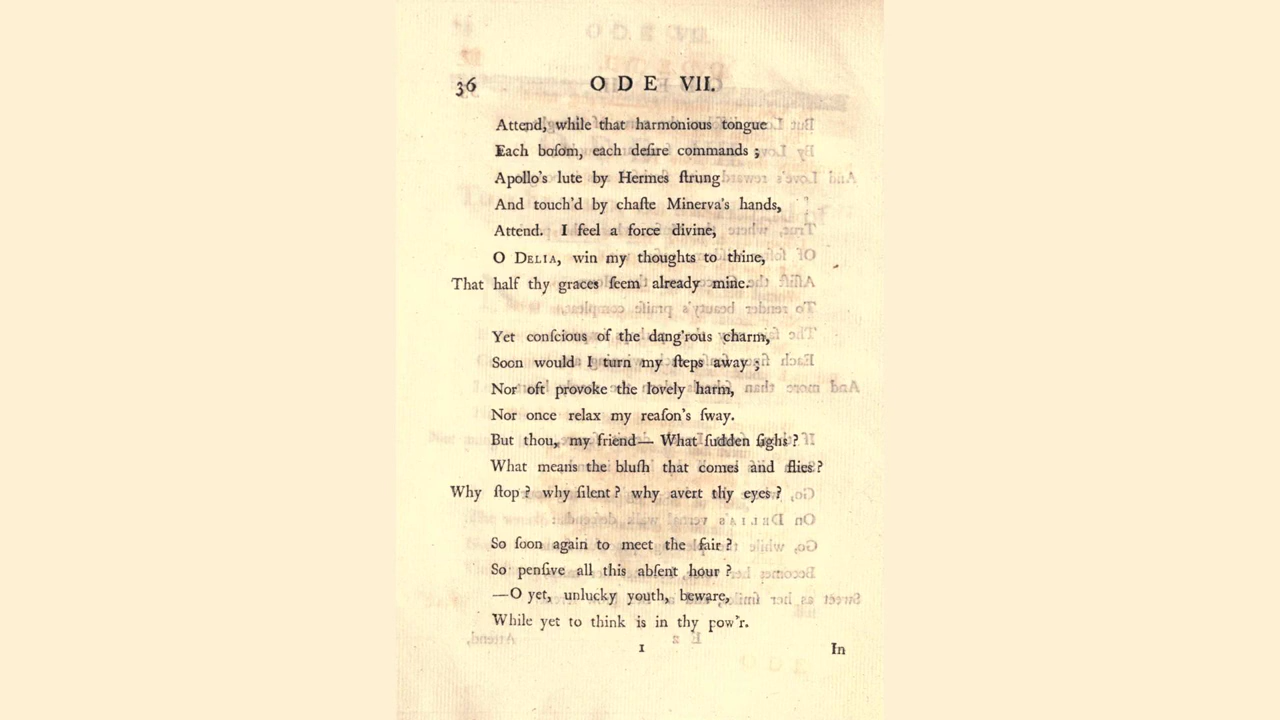 36
ODE VII.
Attend, while that harmonious tongue
Each boſom, each deſire commands ;
Apollo's lute by Hermes ſtrung
And touch'd by chaſte Minerva's hands,
Attend. I feel a force divine,
O DELIA, win my thoughts to thine,
That half thy graces ſeem already mine.
Yet conſcious of the dang'rous charm,
Soon would I turn my ſteps away ;
Nor oft provoke the lovely harm,
Nor once relax my reaſon's ſway.
But thou, my friend— What ſudden ſighs ?
What means the bluſh that comes and flies ?
Why ſtop ? why ſilent ? why avert thy eyes ?
So ſoon again to meet the fair ?
So penſive all this abſent hour ?
—O yet, unlucky youth, beware,
While yet to think is in thy pow'r.
I
In